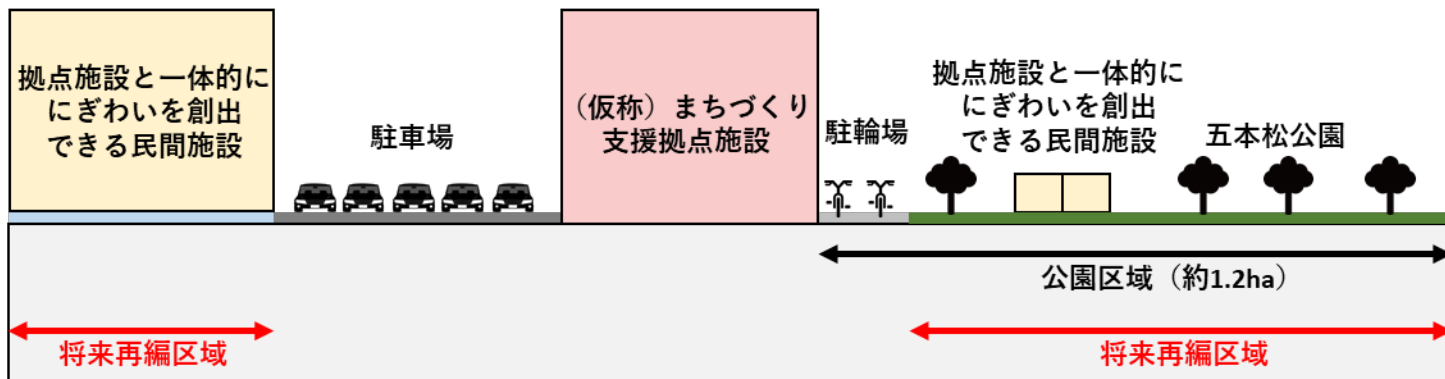 拠点施設と一体的に
にぎわいを創出
できる民間施設
駐車場
（仮称）まちづくり
支援拠点施設
駐輪場
拠点施設と一体的に
にぎわいを創出
できる民間施設
五本松公園
公園区域（約1.2ha）
将来再編区域
将来再編区域